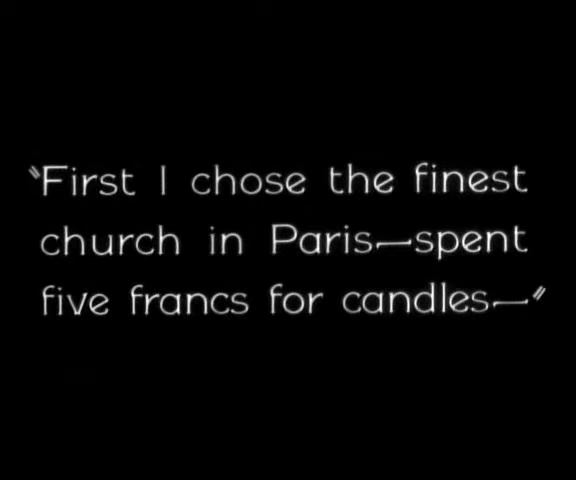 "First I chose the finest
church in Paris—spent
five francs for candles—"